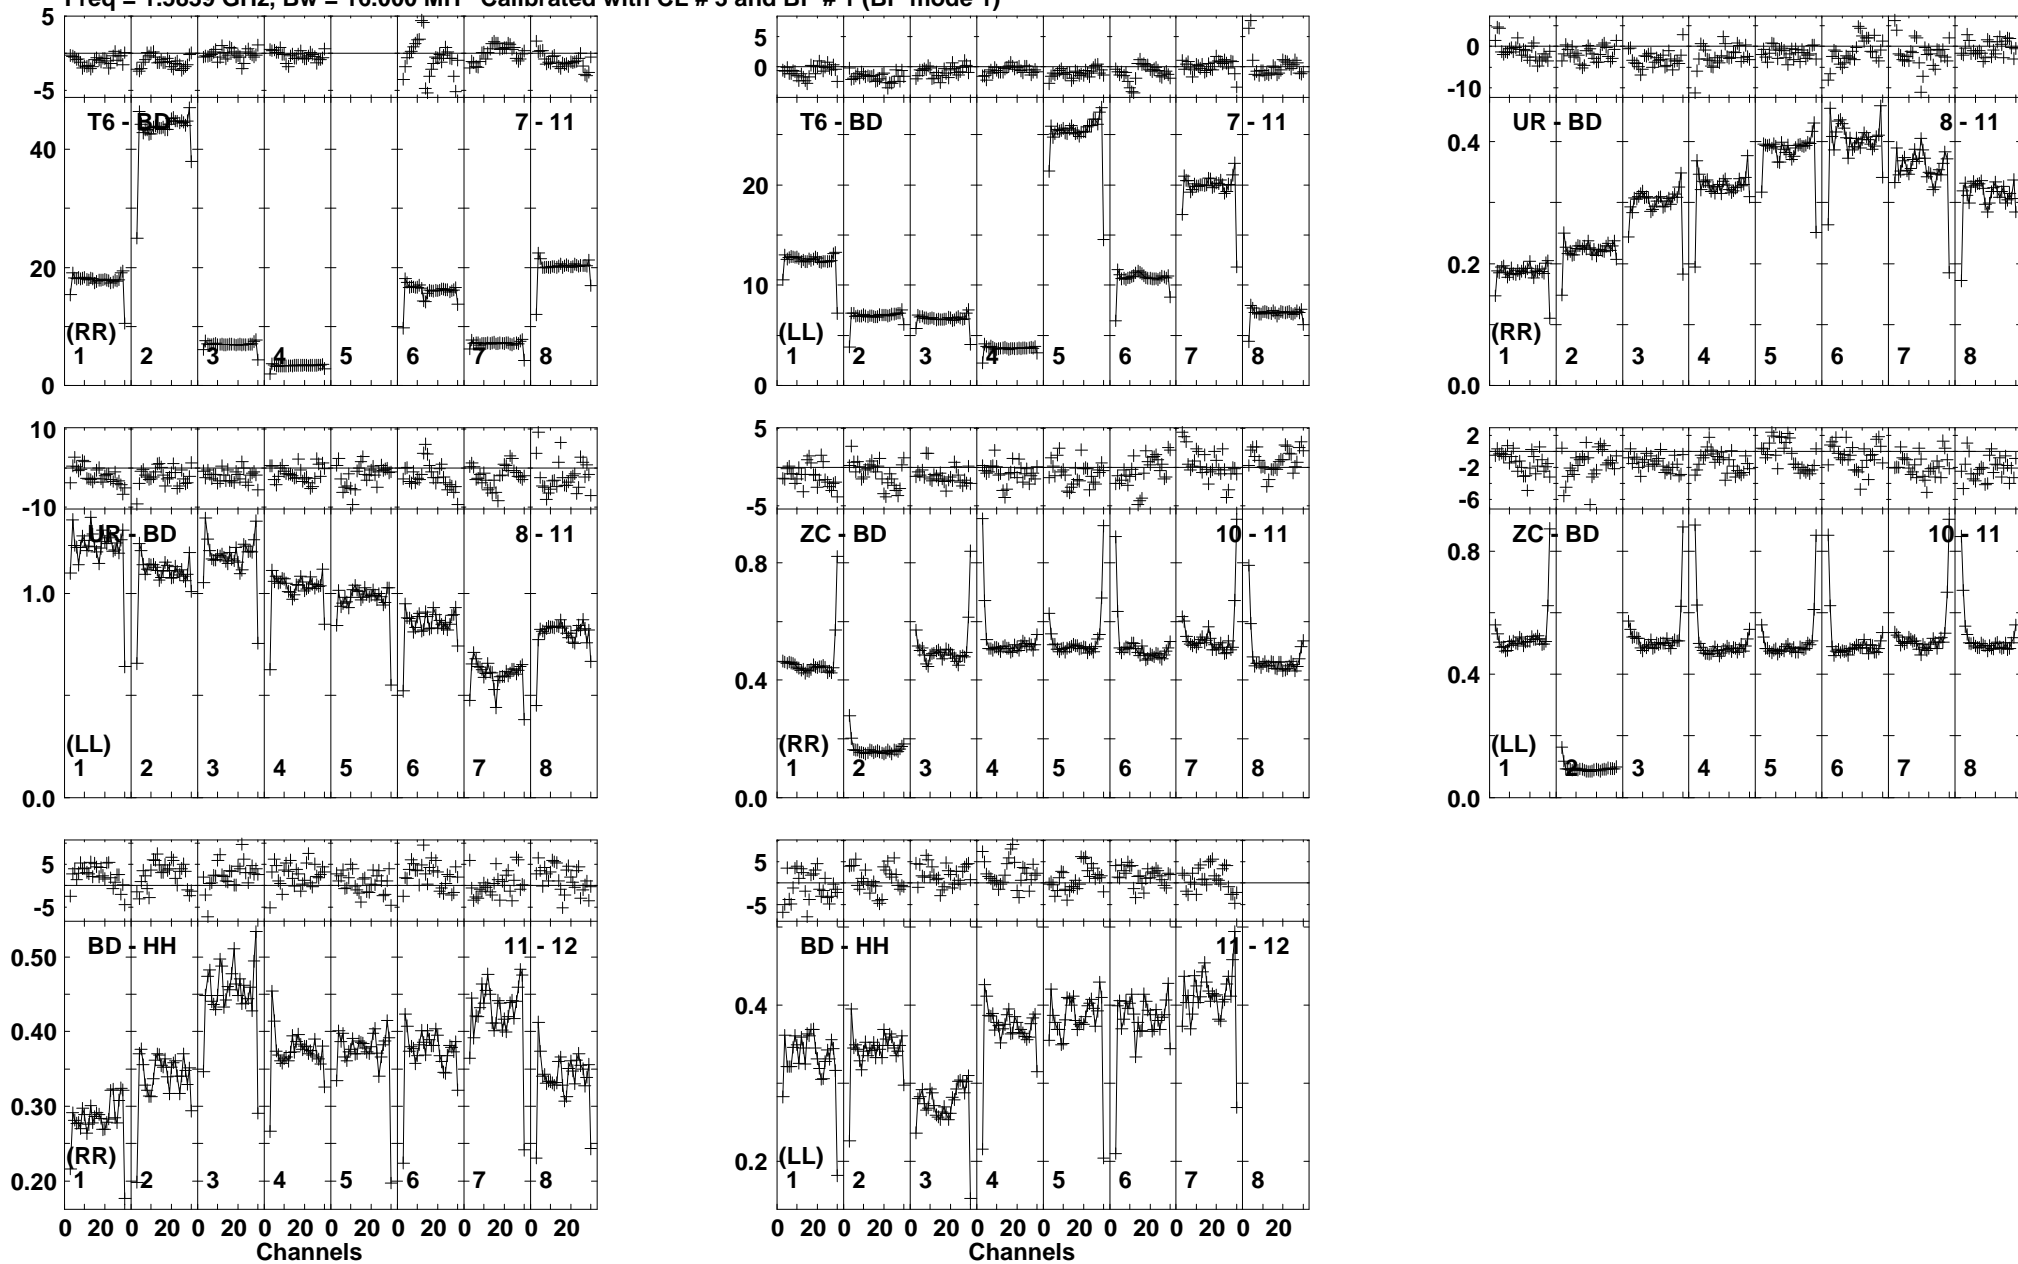 Calibrated with CL # 3 and BP # 1 (BP mode 1)
5
-5
T6 - BD
7 - 11
40
20
0
(RR)
1 2 3 4 5 6 7 8
5
0
T6 - BD
7 - 11
20
10
0
(LL)
1 2 3 4 5 6 7 8
0
-10
UR - BD
8 - 11
0.4
0.2
0.0
(RR)
1 2 3 4 5 6 7 8
10
-10
UR - BD
8 - 11
1.0
0.0
(LL)
1 2 3 4 5 6 7 8
5
-5
ZC - BD
10 - 11
0.8
0.4
0.0
(RR)
1 2 3 4 5 6 7 8
2
-2
-6
ZC - BD
10 - 11
0.8
0.4
0.0
(LL)
1 2 3 4 5 6 7 8
5
-5
BD - HH
11 - 12
0.50
0.40
0.30
0.20
(RR)
1 2 3 4 5 6 7 8
0 20 0 20 0 20 0 20 0 20 0 20 0 20 0 20
Channels
5
-5
BD - HH
11 - 12
0.4
0.2
(LL)
1 2 3 4 5 6 7 8
0 20 0 20 0 20 0 20 0 20 0 20 0 20 0 20
Channels